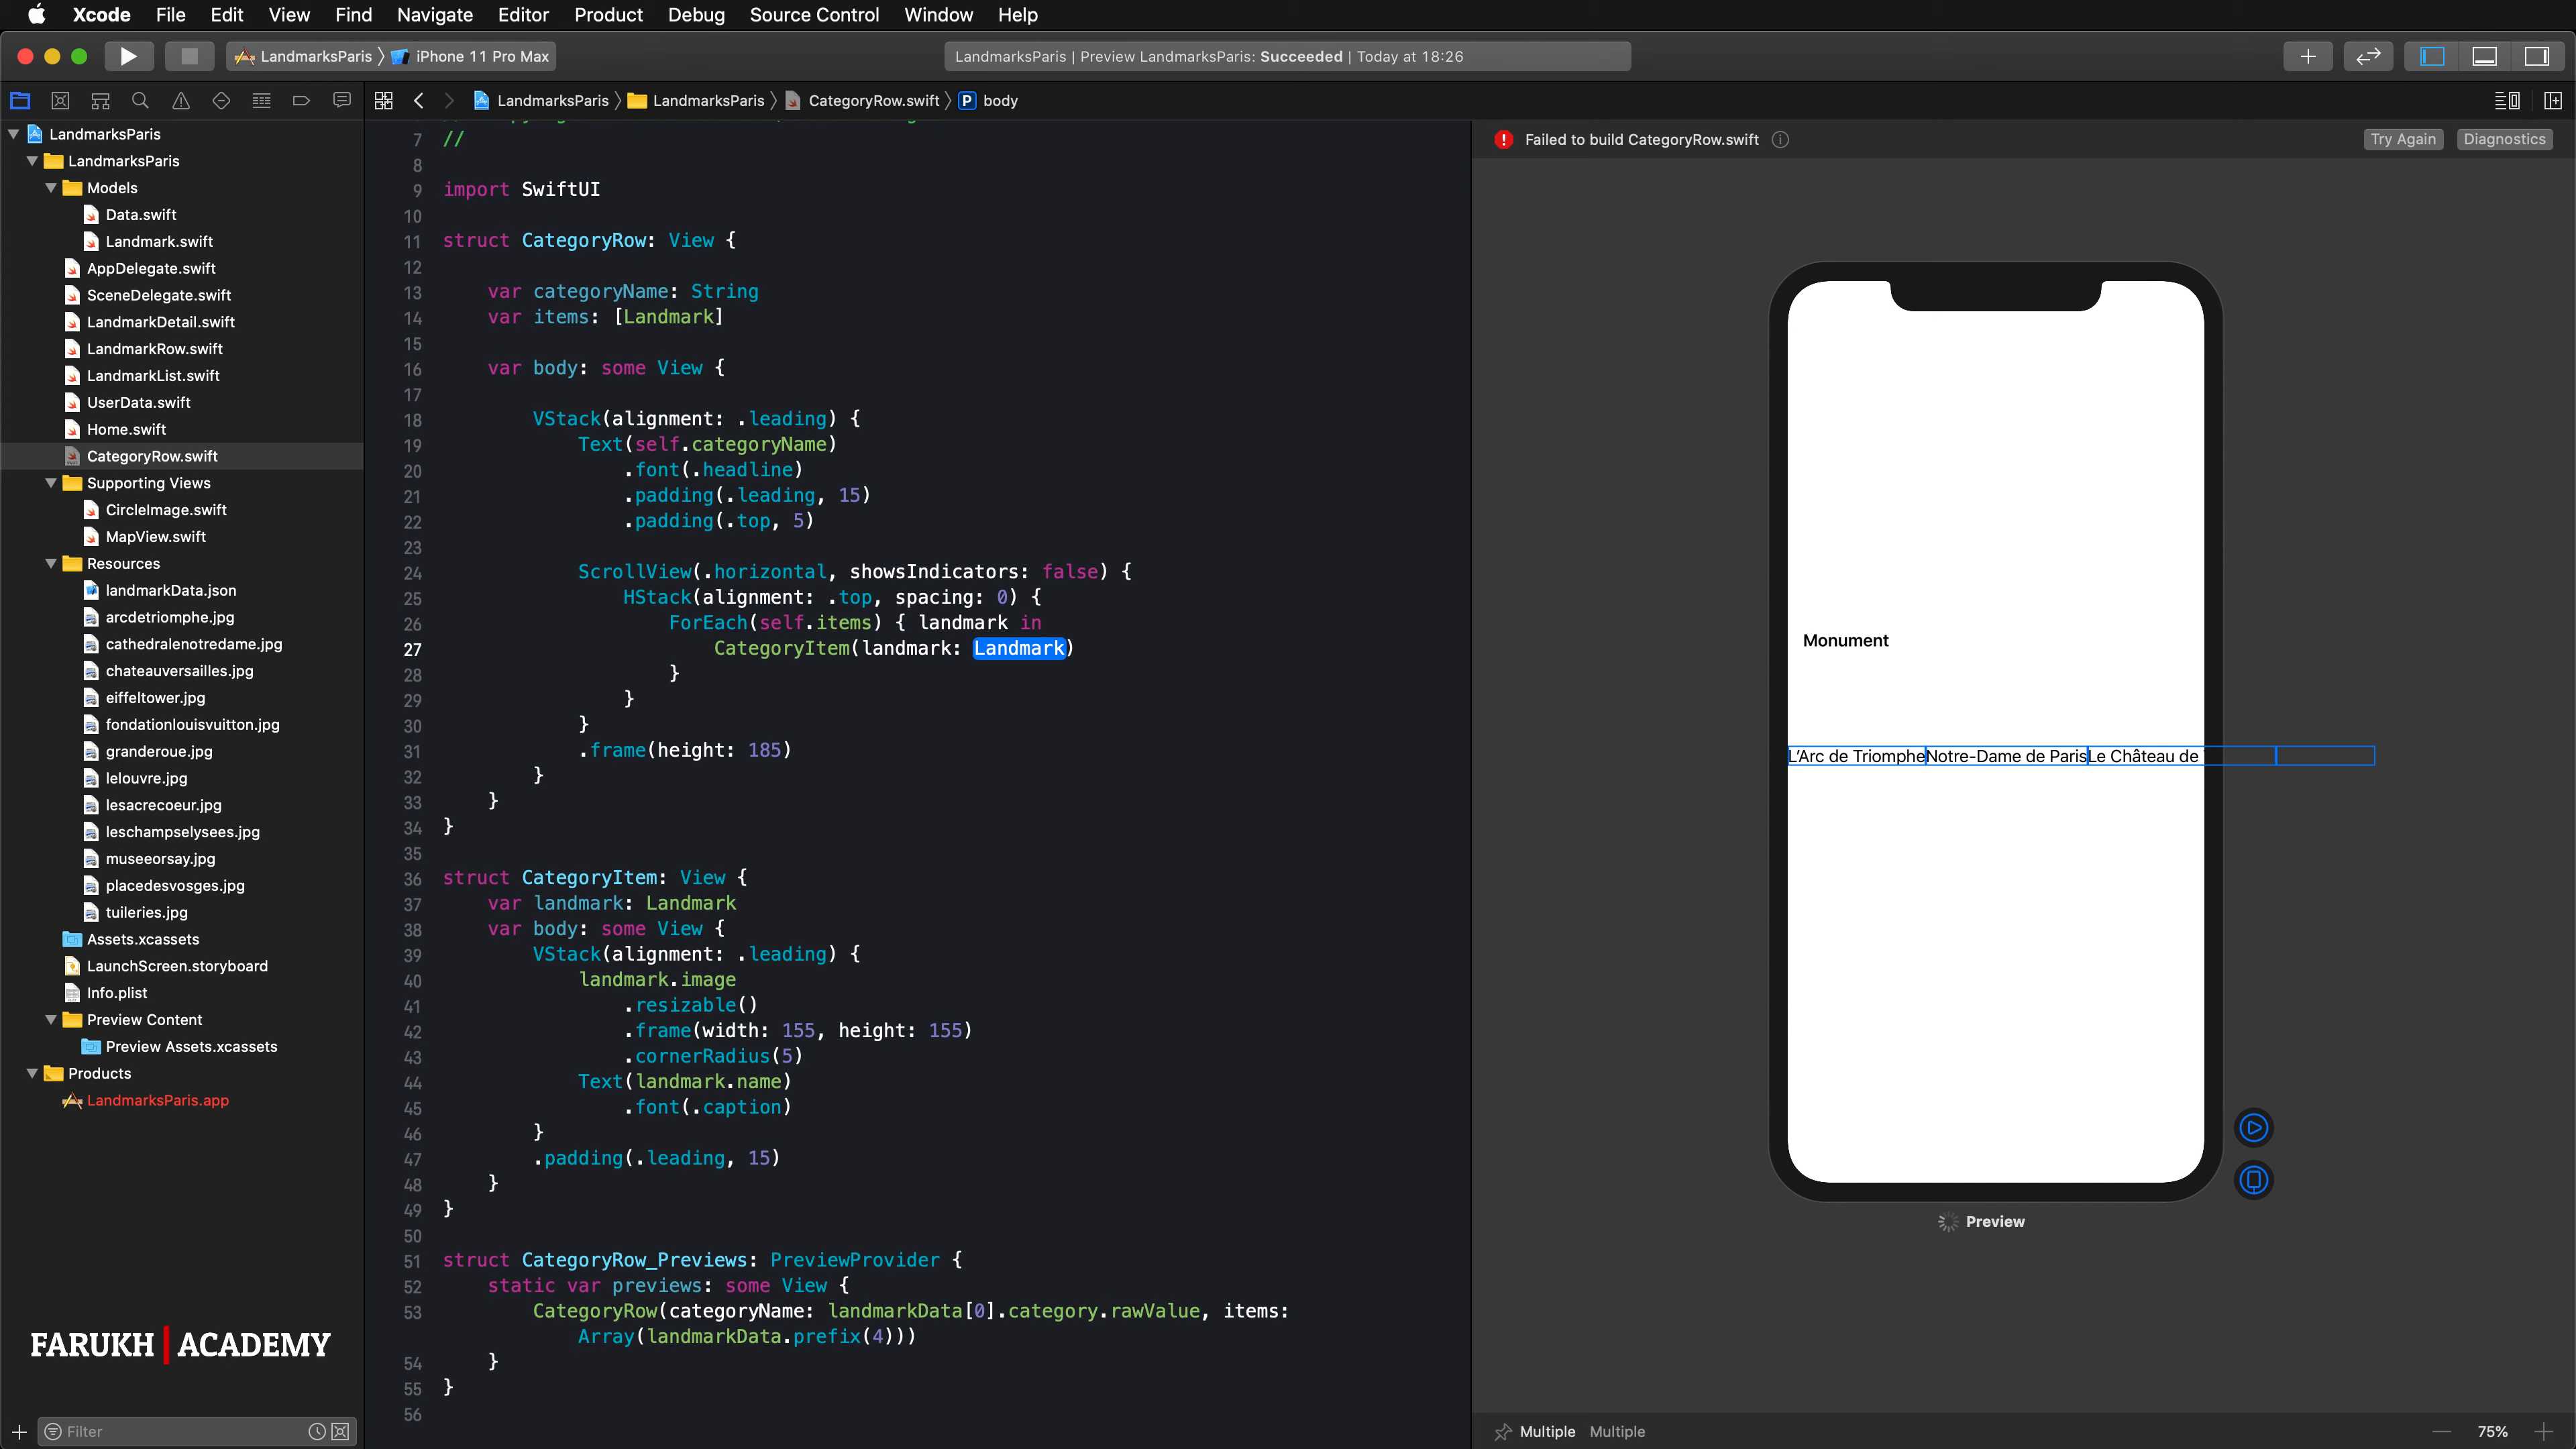 Xcode File Edit View Find Navigate Editor Product Debug Source Control Window Help
LandmarksParis 〉 iPhone 11 Pro Max
LandmarksParis | Preview LandmarksParis: Succeeded | Today at 18:26
LandmarksParis 〉 LandmarksParis 〉 CategoryRow.swift 〉 P body
LandmarksParis
LandmarksParis
Models
Data.swift
Landmark.swift
AppDelegate.swift
SceneDelegate.swift
LandmarkDetail.swift
LandmarkRow.swift
LandmarkList.swift
UserData.swift
Home.swift
CategoryRow.swift
Supporting Views
CircleImage.swift
MapView.swift
Resources
landmarkData.json
arcdetriomphe.jpg
cathedralenotredame.jpg
chateauversailles.jpg
eiffeltower.jpg
fondationlouisvuitton.jpg
granderoue.jpg
lelouvre.jpg
lesacrecoeur.jpg
leschampselysees.jpg
museeorsay.jpg
placedesvosges.jpg
tuileries.jpg
Assets.xcassets
LaunchScreen.storyboard
Info.plist
Preview Content
Preview Assets.xcassets
Products
LandmarksParis.app
FARUKH | ACADEMY
Filter
7 //
8
9 import SwiftUI
10
11 struct CategoryRow: View {
12
13 var categoryName: String
14 var items: [Landmark]
15
16 var body: some View {
17
18 VStack(alignment: .leading) {
19 Text(self.categoryName)
20 .font(.headline)
21 .padding(.leading, 15)
22 .padding(.top, 5)
23
24 ScrollView(.horizontal, showsIndicators: false) {
25 HStack(alignment: .top, spacing: 0) {
26 ForEach(self.items) { landmark in
27 CategoryItem(landmark: Landmark)
28 }
29 }
30 }
31 .frame(height: 185)
32 }
33 }
34 }
35
36 struct CategoryItem: View {
37 var landmark: Landmark
38 var body: some View {
39 VStack(alignment: .leading) {
40 landmark.image
41 .resizable()
42 .frame(width: 155, height: 155)
43 .cornerRadius(5)
44 Text(landmark.name)
45 .font(.caption)
46 }
47 .padding(.leading, 15)
48 }
49 }
50
51 struct CategoryRow_Previews: PreviewProvider {
52 static var previews: some View {
53 CategoryRow(categoryName: landmarkData[0].category.rawValue, items:
Array(landmarkData.prefix(4)))
54 }
55 }
56
Failed to build CategoryRow.swift
Try Again Diagnostics
Monument
L'Arc de Triomphe Notre-Dame de Paris Le Château de
Preview
Multiple Multiple
75%